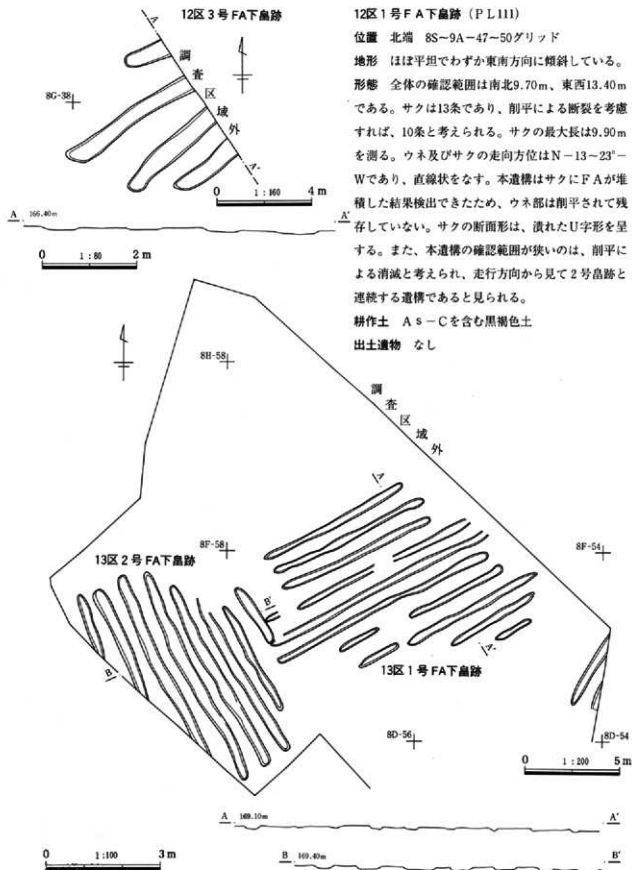 12区3号FA下畠跡
A
調査区域外
8G-38
A'
0 1:160 4m
A 166.40m A'
0 1:80 2m
12区1号FA下畠跡(PL111)
位置 北端 8S~9A-47~50グリッド
地形 ほぼ平坦でわずか東南方向に傾斜している。
形態 全体の確認範囲は南北9.70m、東西13.40m
である。サクは13条であり、削平による断裂を考慮
すれば、10条と考えられる。サクの最大長は9.90m
を測る。ウネ及びサクの走向方位はN-13~23°-
Wであり、直線状をなす。本遺構はサクにFAが堆
積した結果検出できたため、ウネ部は削平されて残
存していない。サクの断面形は、潰れたU字形を呈
する。また、本遺構の確認範囲が狭いのは、削平に
よる消滅と考えられ、走行方向から見て2号畠跡と
連続する遺構であると見られる。
耕作土 As-Cを含む黒褐色土
出土遺物 なし
8H-58
調査区域外
A
8F-58
8F-54
13区2号FA下畠跡
B'
B
A'
13区1号FA下畠跡
8D-56
8D-54
0 1:200 5m
A 169.10m A'
0 1:100 3m
B 169.40m B'